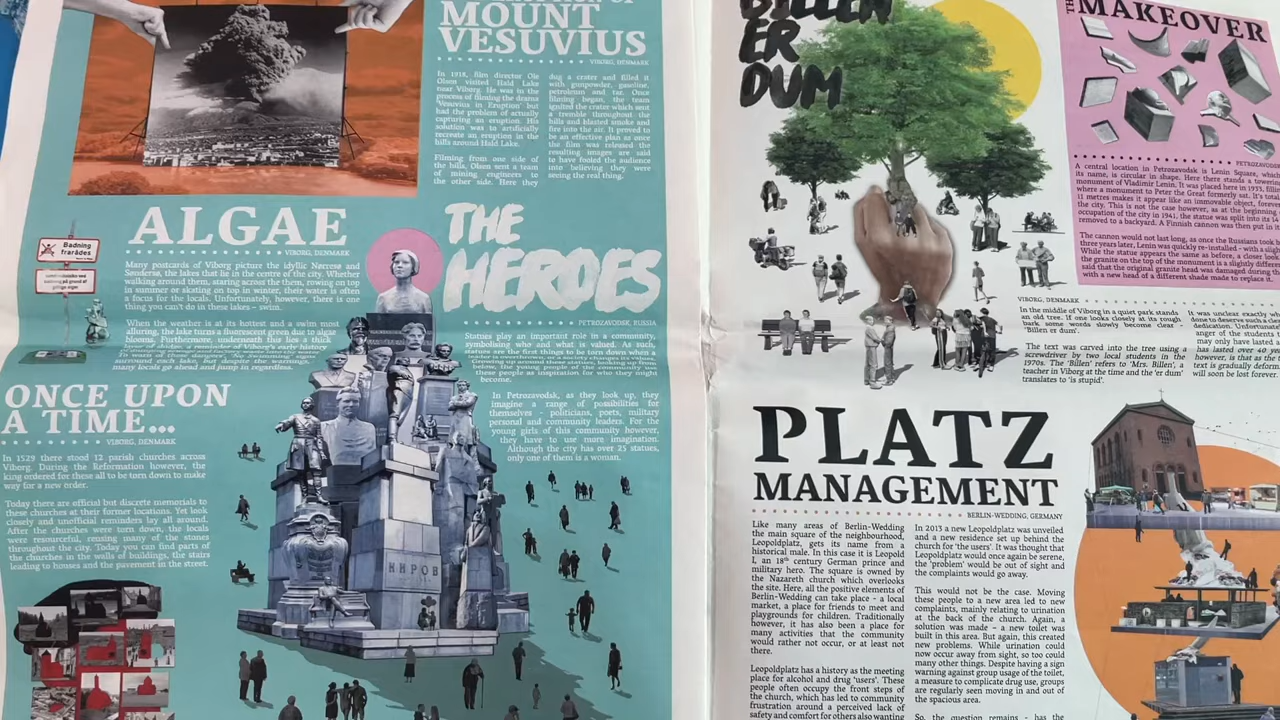 MOUNT
VESUVIUS
VIBORG, DENMARK
In 1918, film director Ole
Olsen visited Hald Lake
near Viborg. He was in the
process of filming the drama
'Vesuvius in Eruption' but
had the problem of actually
capturing an eruption. His
solution was to artificially
recreate an eruption in the
hills around Hald Lake.
Filming from one side of
the hills, Olsen sent a team
of mining engineers to
the other side. Here they
dug a crater and filled it
with gunpowder, gasoline,
petroleum and tar. Once
filming began, the team
ignited the crater which sent
a tremble throughout the
hills and blasted smoke and
fire into the air. It proved to
be an effective plan as once
the film was released the
resulting images are said
to have fooled the audience
into believing they were
seeing the real thing.
Badning
frarådes
ALGAE
VIBORG, DENMARK
Many postcards of Viborg picture the idyllic Nørresø and
Søndersø, the lakes that lie in the centre of the city. Whether
walking around them, staring across them, rowing on top
in summer or skating on top in winter, their water is often
a focus for the locals. Unfortunately, however, there is one
thing you can't do in these lakes – swim.
When the weather is at its hottest and a swim most
alluring, the lake turns a fluorescent green due to algae
blooms. Furthermore, underneath this lies a thick
surround each lake, but despite the warnings,
many locals go ahead and jump in regardless.
THE
HEROES
PETROZAVODSK, RUSSIA
Statues play an important role in a community,
symbolising who and what is valued. As such,
statues are the first things to be torn down when a
below, the young people of the community use
these people as inspiration for who they might
become.
In Petrozavodsk, as they look up, they
imagine a range of possibilities for
themselves - politicians, poets, military
personal and community leaders. For the
young girls of this community however,
they have to use more imagination.
Although the city has over 25 statues,
only one of them is a woman.
КИРОВ
ONCE UPON
A TIME...
VIBORG, DENMARK
In 1529 there stood 12 parish churches across
Viborg. During the Reformation however, the
king ordered for these all to be torn down to make
way for a new order.
Today there are official but discrete memorials to
these churches at their former locations. Yet look
closely and unofficial reminders lay all around.
After the churches were torn down, the locals
were resourceful, reusing many of the stones
throughout the city. Today you can find parts of
the churches in the walls of buildings, the stairs
leading to houses and the pavement in the street.
BILLEN
ER
DUM
VIBORG, DENMARK
In the middle of Viborg in a quiet park stands
an old tree. If one looks closely at its tough
bark, some words slowly become clear -
'Billen er dum'.
The text was carved into the tree using a
screwdriver by two local students in the
1970s. The 'Billen' refers to 'Mrs. Billen', a
teacher in Viborg at the time and the 'er dum'
translates to 'is stupid'.
It was unclear exactly wh
done to deserve such a clea
dedication. Unfortunat
anger of the students
may only have lasted a
has lasted over 40 ye
however, is that as the t
text is gradually deform
will soon be lost forever.
THE
MAKEOVER
PETROZAVODSK
A central location in Petrozavodsk is Lenin Square, which
its name, is circular in shape. Here there stands a towering
monument of Vladimir Lenin. It was placed here in 1933, filling
where a monument to Peter the Great formerly sat. It's total
11 metres makes it appear like an immovable object, forever
the city. This is not the case however, as at the beginning
occupation of the city in 1941, the statue was split into its 14
removed to a backyard. A Finnish cannon was then put in it
The cannon would not last long, as once the Russians took b
three years later, Lenin was quickly re-installed – with a sligh
While the statue appears the same as before, a closer look
the granite on top of the monument is a slightly differen
said that the original granite head was damaged during th
with a new head of a different shade made to replace it.
PLATZ
MANAGEMENT
BERLIN-WEDDING, GERMANY
Like many areas of Berlin-Wedding
the main square of the neighbourhood,
Leopoldplatz, gets its name from a
historical male. In this case it is Leopold
I, an 18th century German prince and
military hero. The square is owned by
the Nazareth church which overlooks
the site. Here, all the positive elements of
Berlin-Wedding can take place - a local
market, a place for friends to meet and
playgrounds for children. Traditionally
however, it has also been a place for
many activities that the community
would rather not occur, or at least not
there.
Leopoldplatz has a history as the meeting
place for alcohol and drug 'users'. These
people often occupy the front steps of
the church, which has led to community
frustration around a perceived lack of
safety and comfort for others also wanting
In 2013 a new Leopoldplatz was unveiled
and a new residence set up behind the
church for 'the users'. It was thought that
Leopoldplatz would once again be serene,
the 'problem' would be out of sight and
the complaints would go away.
This would not be the case. Moving
these people to a new area led to new
complaints, mainly relating to urination
at the back of the church. Again, a
solution was made – a new toilet was
built in this area. But again, this created
new problems. While urination could
now occur away from sight, so too could
many other things. Despite having a sign
warning against group usage of the toilet,
a measure to complicate drug use, groups
are regularly seen moving in and out of
the spacious area.
So, the question remains - has the